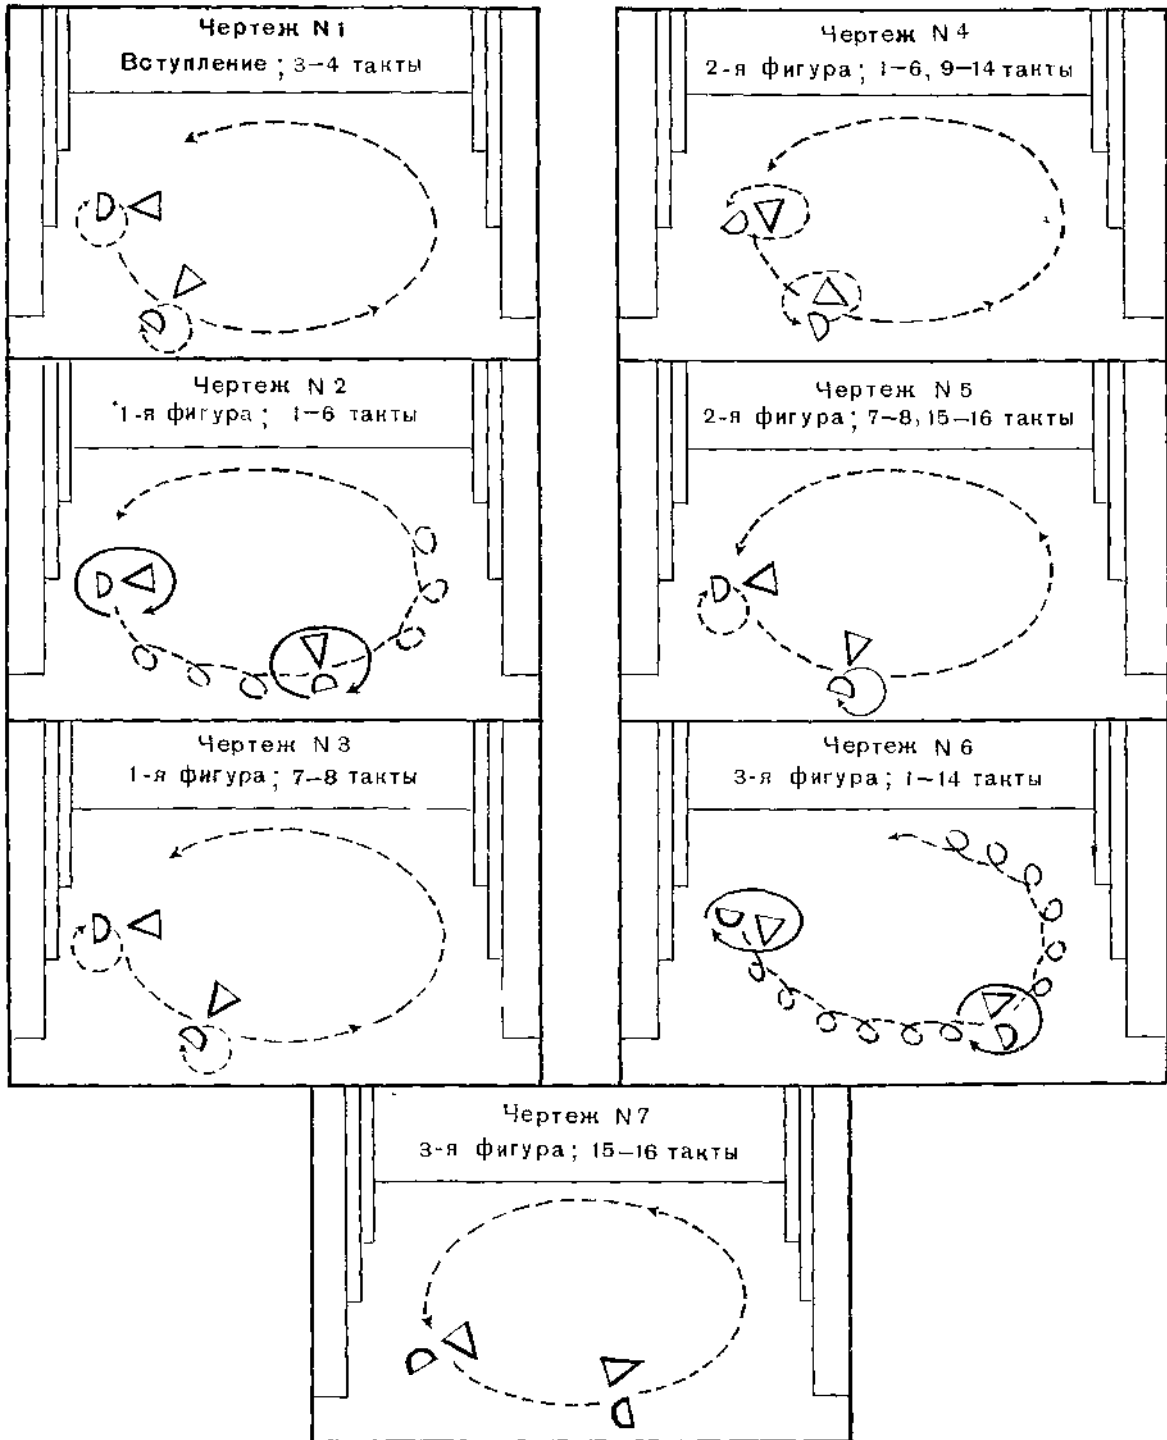 Чертеж N 1
Вступление; 3–4 такты
Чертеж N 2
1-я фигура; 1–6 такты
Чертеж N 3
1-я фигура; 7–8 такты
Чертеж N 4
2-я фигура; 1–6, 9–14 такты
Чертеж N 5
2-я фигура; 7–8, 15–16 такты
Чертеж N 6
3-я фигура; 1–14 такты
Чертеж N 7
3-я фигура; 15–16 такты